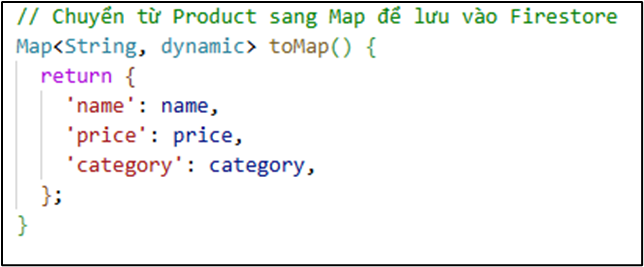 // Chuyển từ Product sang Map để lưu vào Firestore
Map<String, dynamic> toMap() {
  return {
    'name': name,
    'price': price,
    'category': category,
  };
}